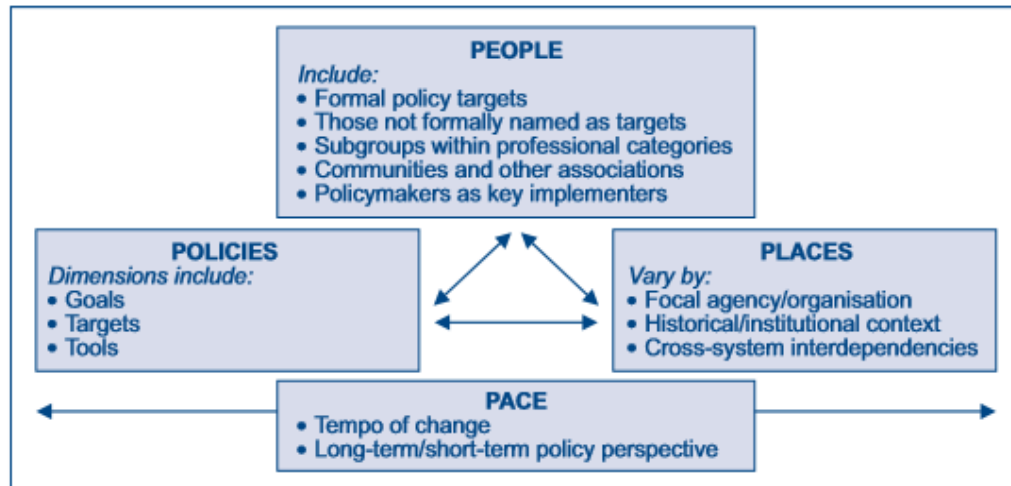 PEOPLE
Include:
• Formal policy targets
• Those not formally named as targets
• Subgroups within professional categories
• Communities and other associations
• Policymakers as key implementers
POLICIES
Dimensions include:
• Goals
• Targets
• Tools
PLACES
Vary by:
• Focal agency/organisation
• Historical/institutional context
• Cross-system interdependencies
PACE
• Tempo of change
• Long-term/short-term policy perspective